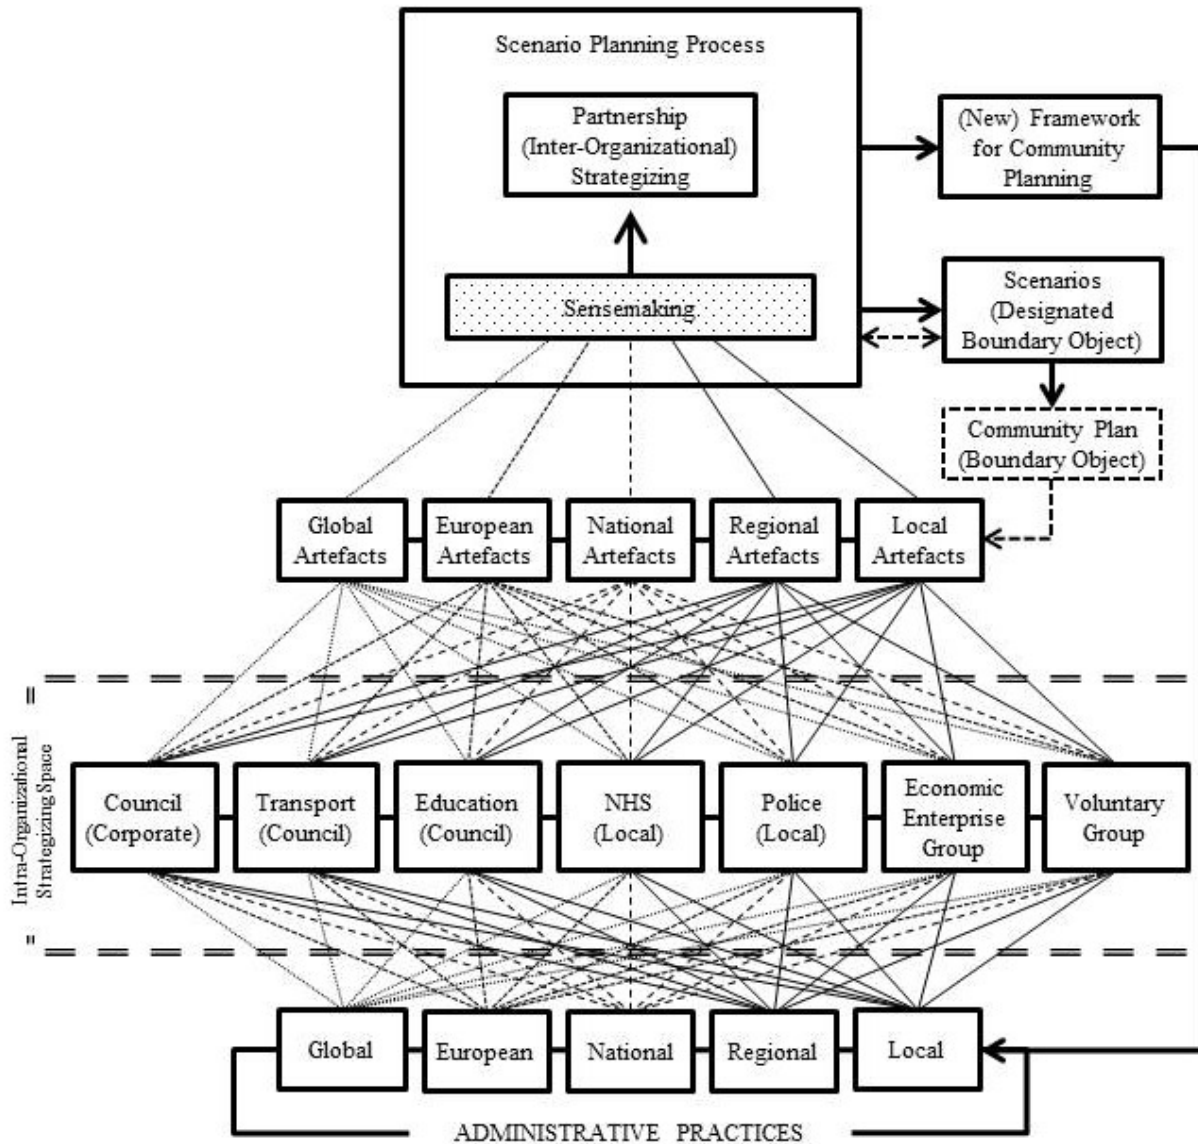 Scenario Planning Process
Partnership
(Inter-Organizational)
Strategizing
(New) Framework
for Community
Planning
Sensemaking
Scenarios
(Designated
Boundary Object)
Community Plan
(Boundary Object)
Global
Artefacts
European
Artefacts
National
Artefacts
Regional
Artefacts
Local
Artefacts
Intra-Organizational
Strategizing Space
Council
(Corporate)
Transport
(Council)
Education
(Council)
NHS
(Local)
Police
(Local)
Economic
Enterprise
Group
Voluntary
Group
Global
European
National
Regional
Local
ADMINISTRATIVE PRACTICES